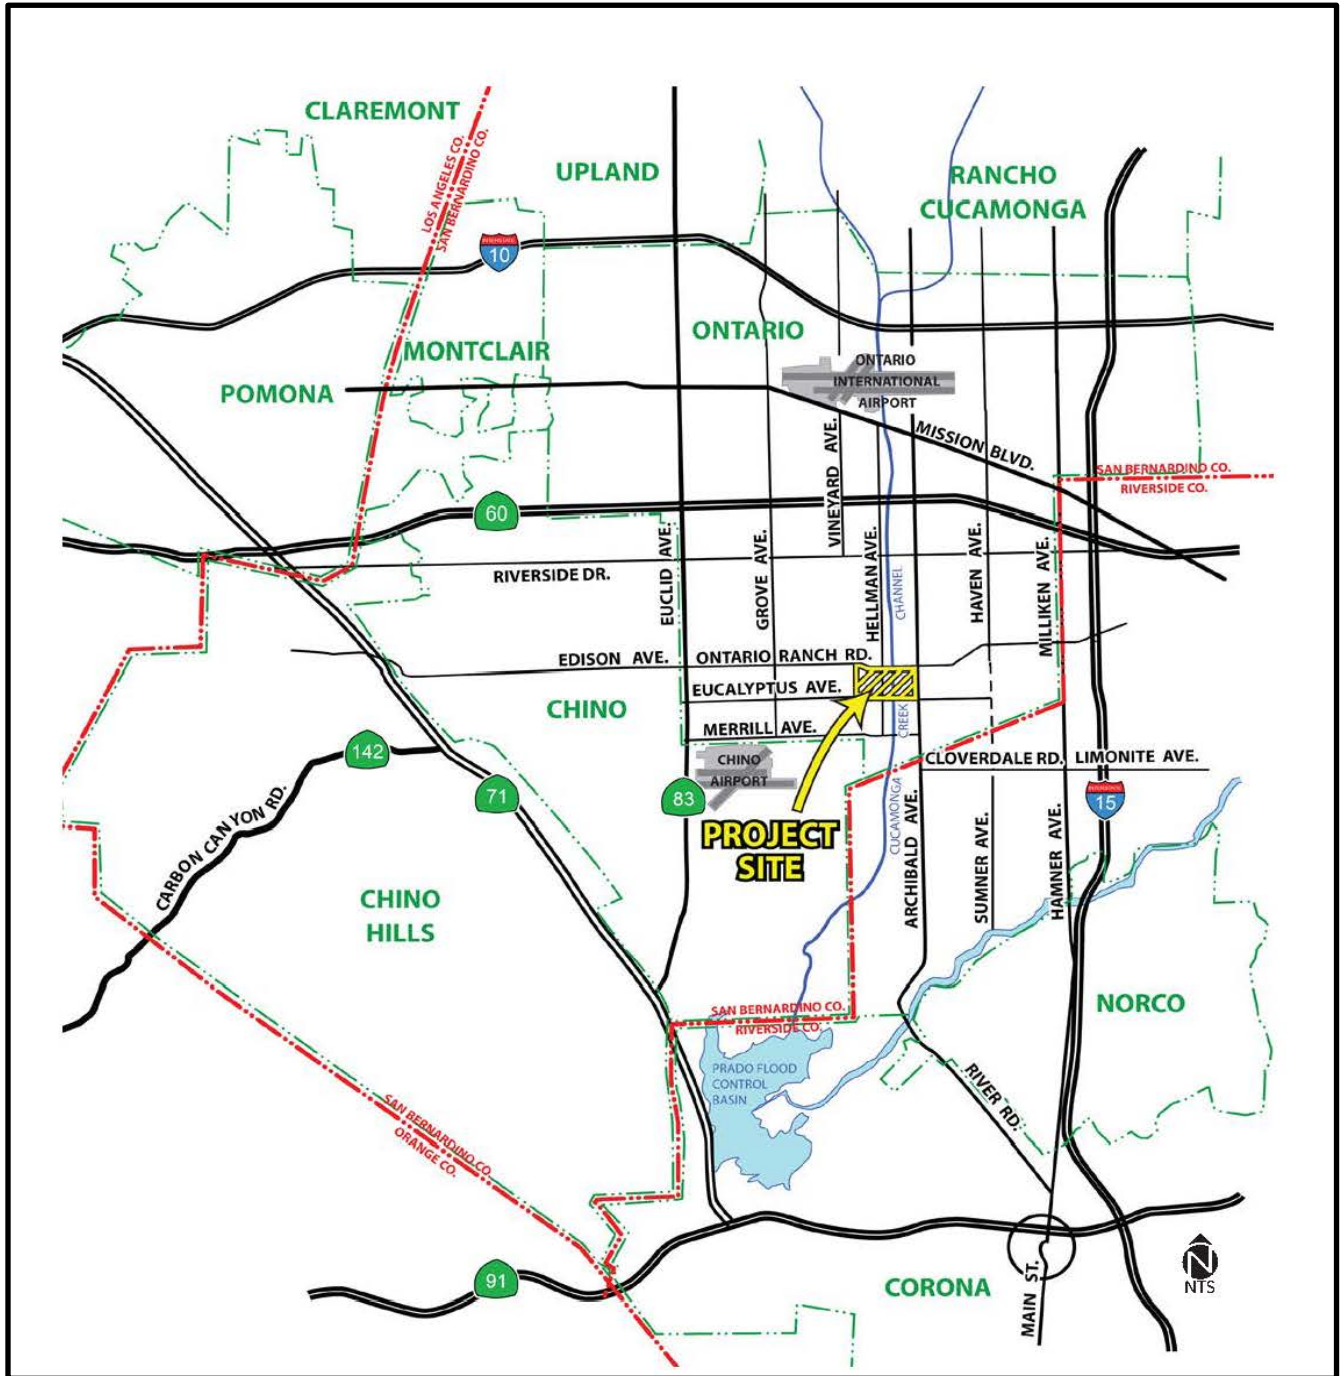 CLAREMONT
LOS ANGELES CO.
SAN BERNARDINO CO.
UPLAND
RANCHO
CUCAMONGA
INTERSTATE
10
ONTARIO
MONTCLAIR
POMONA
ONTARIO
INTERNATIONAL
AIRPORT
MISSION BLVD.
SAN BERNARDINO CO.
RIVERSIDE CO.
60
VINEYARD AVE.
EUCLID AVE.
GROVE AVE.
HELLMAN AVE.
CHANNEL
HAVEN AVE.
MILLIKEN AVE.
RIVERSIDE DR.
EDISON AVE.
ONTARIO RANCH RD.
EUCALYPTUS AVE.
CHINO
CREEK
MERRILL AVE.
142
CHINO
AIRPORT
CLOVERDALE RD.
LIMONITE AVE.
71
83
INTERSTATE
15
CARBON CANYON RD.
CUCAMONGA
PROJECT
SITE
ARCHIBALD AVE.
SUMNER AVE.
HAMNER AVE.
CHINO
HILLS
NORCO
SAN BERNARDINO CO.
RIVERSIDE CO.
PRADO FLOOD
CONTROL
BASIN
RIVER RD.
SAN BERNARDINO CO.
ORANGE CO.
91
CORONA
MAIN ST.
N
NTS